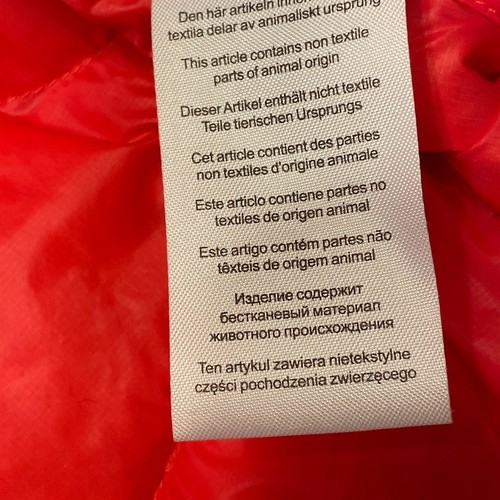 Den här artikeln
textila delar av animaliskt ursprung
This article contains non textile
parts of animal origin
Dieser Artikel enthält nicht textile
Teile tierischen Ursprungs
Cet article contient des parties
non textiles d'origine animale
Este articlo contiene partes no
textiles de origen animal
Este artigo contém partes não
têxteis de origem animal
Изделие содержит
бестканевый материал
животного происхождения
Ten artykuł zawiera nietekstylne
części pochodzenia zwierzęcego